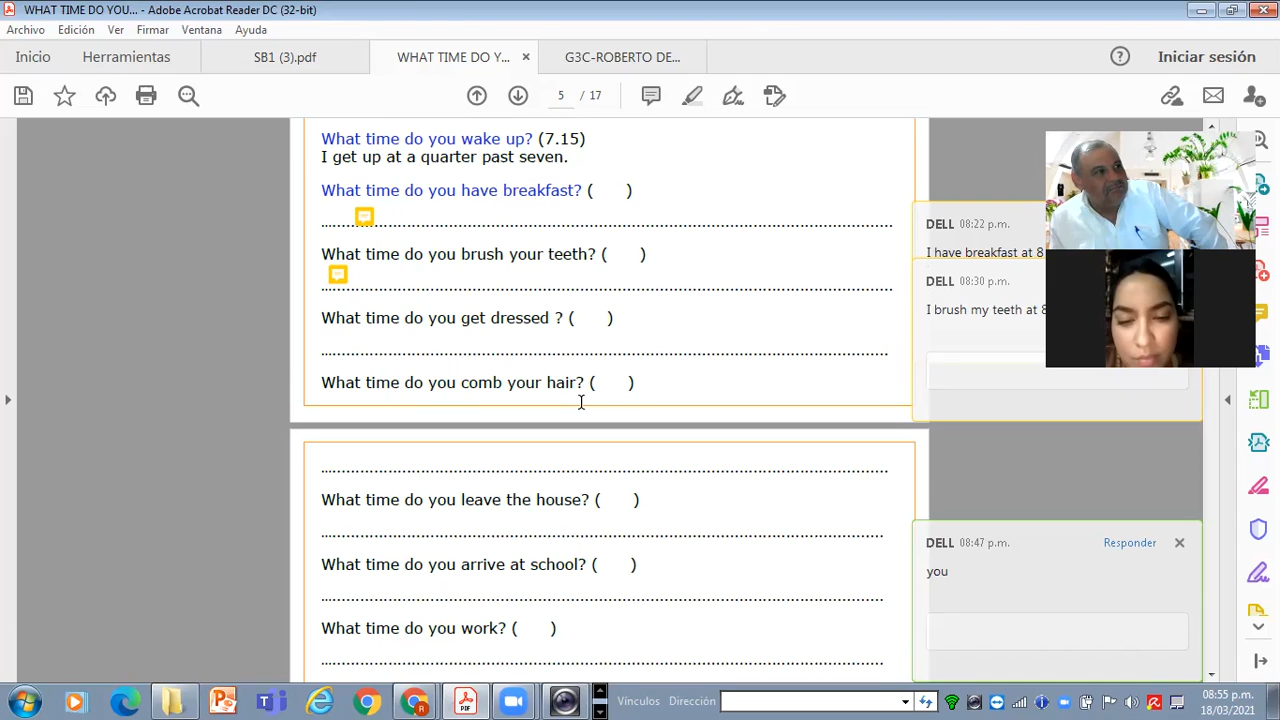 WHAT TIME DO YOU... - Adobe Acrobat Reader DC (32-bit)
Archivo Edición Ver Firmar Ventana Ayuda
Inicio Herramientas SB1 (3).pdf WHAT TIME DO Y... × G3C-ROBERTO DE... Iniciar sesión
5 / 17
What time do you wake up? (7.15)
I get up at a quarter past seven.
What time do you have breakfast? ( )
What time do you brush your teeth? ( )
What time do you get dressed ? ( )
What time do you comb your hair? ( )
What time do you leave the house? ( )
What time do you arrive at school? ( )
What time do you work? ( )
DELL 08:22 p.m.
I have breakfast at 8
DELL 08:30 p.m.
I brush my teeth at 8
DELL 08:47 p.m. Responder
you
Vínculos Dirección
08:55 p.m.
18/03/2021